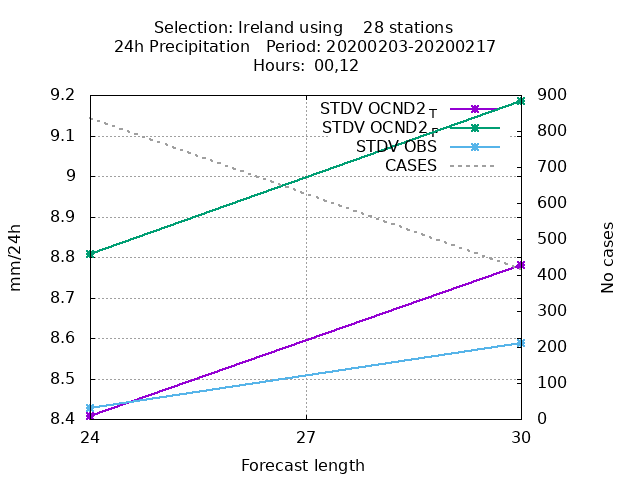 Selection: Ireland using 28 stations
24h Precipitation Period: 20200203-20200217
Hours: 00,12
STDV OCND2 T
STDV OCND2 F
STDV OBS
CASES
9.2
9.1
9
8.9
8.8
8.7
8.6
8.5
8.4
mm/24h
900
800
700
600
500
400
300
200
100
0
No cases
24
27
30
Forecast length